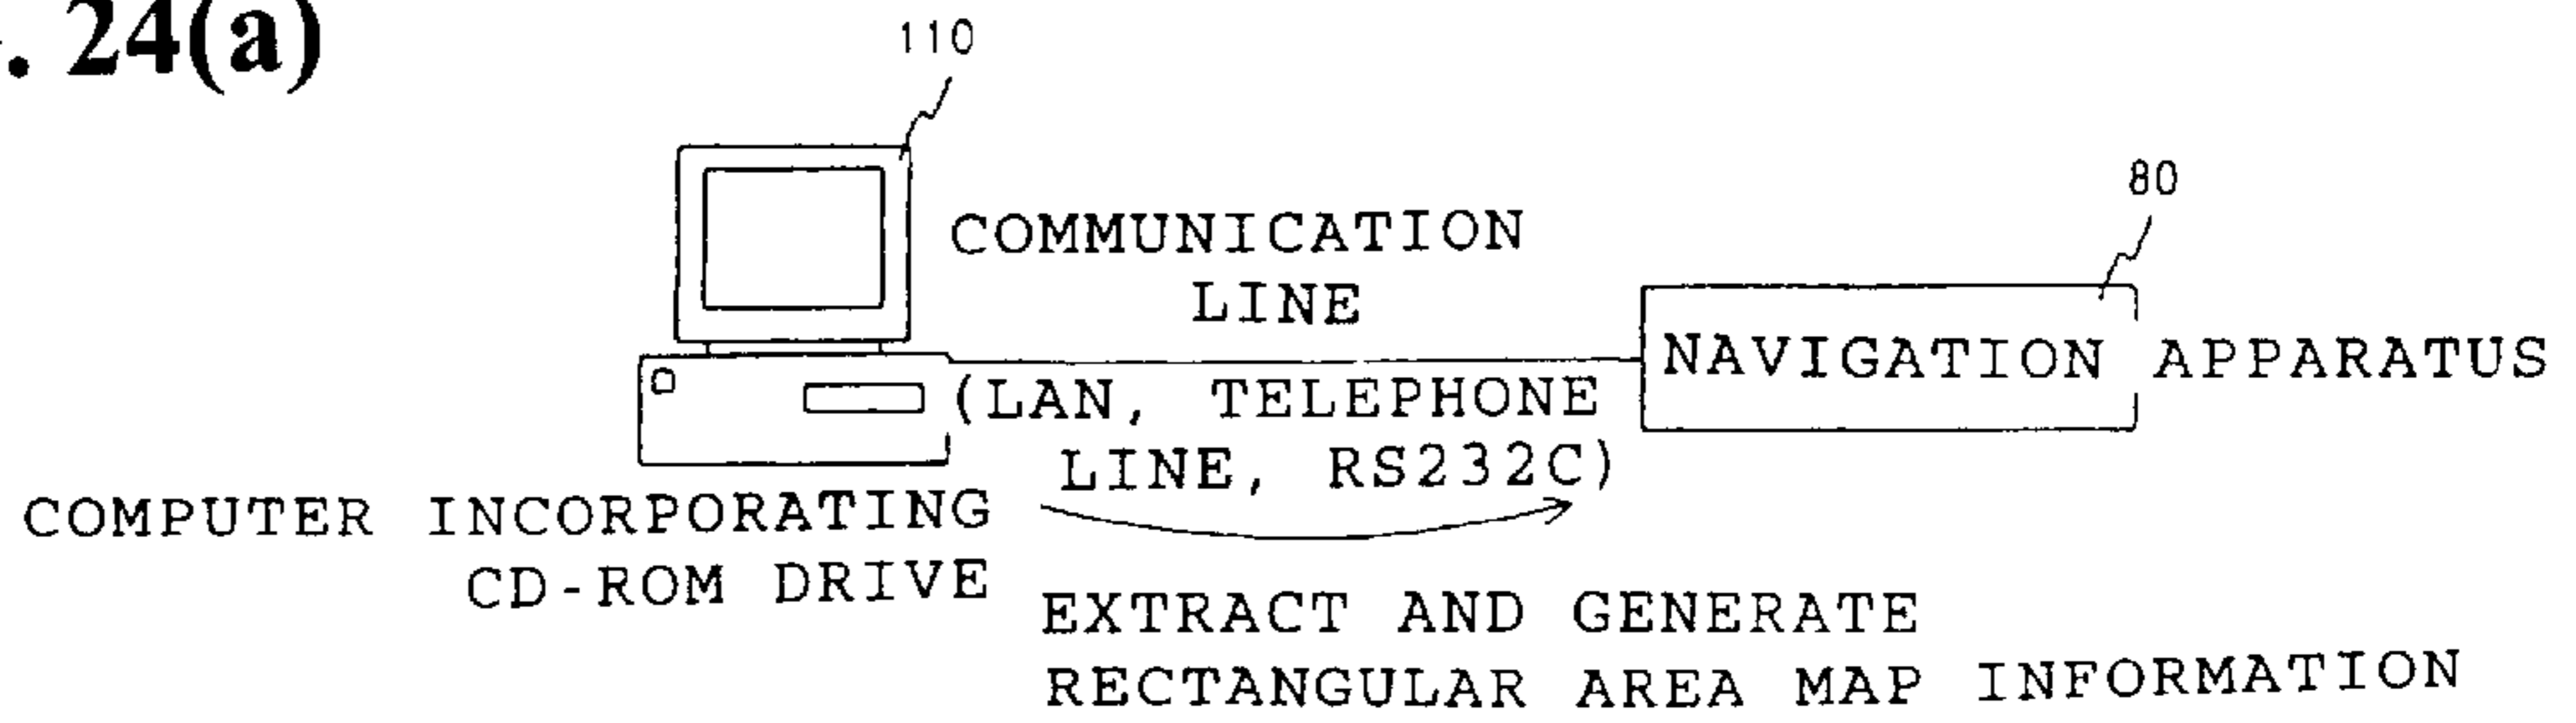 . 24(a)
110
80
COMMUNICATION
LINE
NAVIGATION APPARATUS
(LAN, TELEPHONE
LINE, RS232C)
COMPUTER INCORPORATING
CD-ROM DRIVE
EXTRACT AND GENERATE
RECTANGULAR AREA MAP INFORMATION